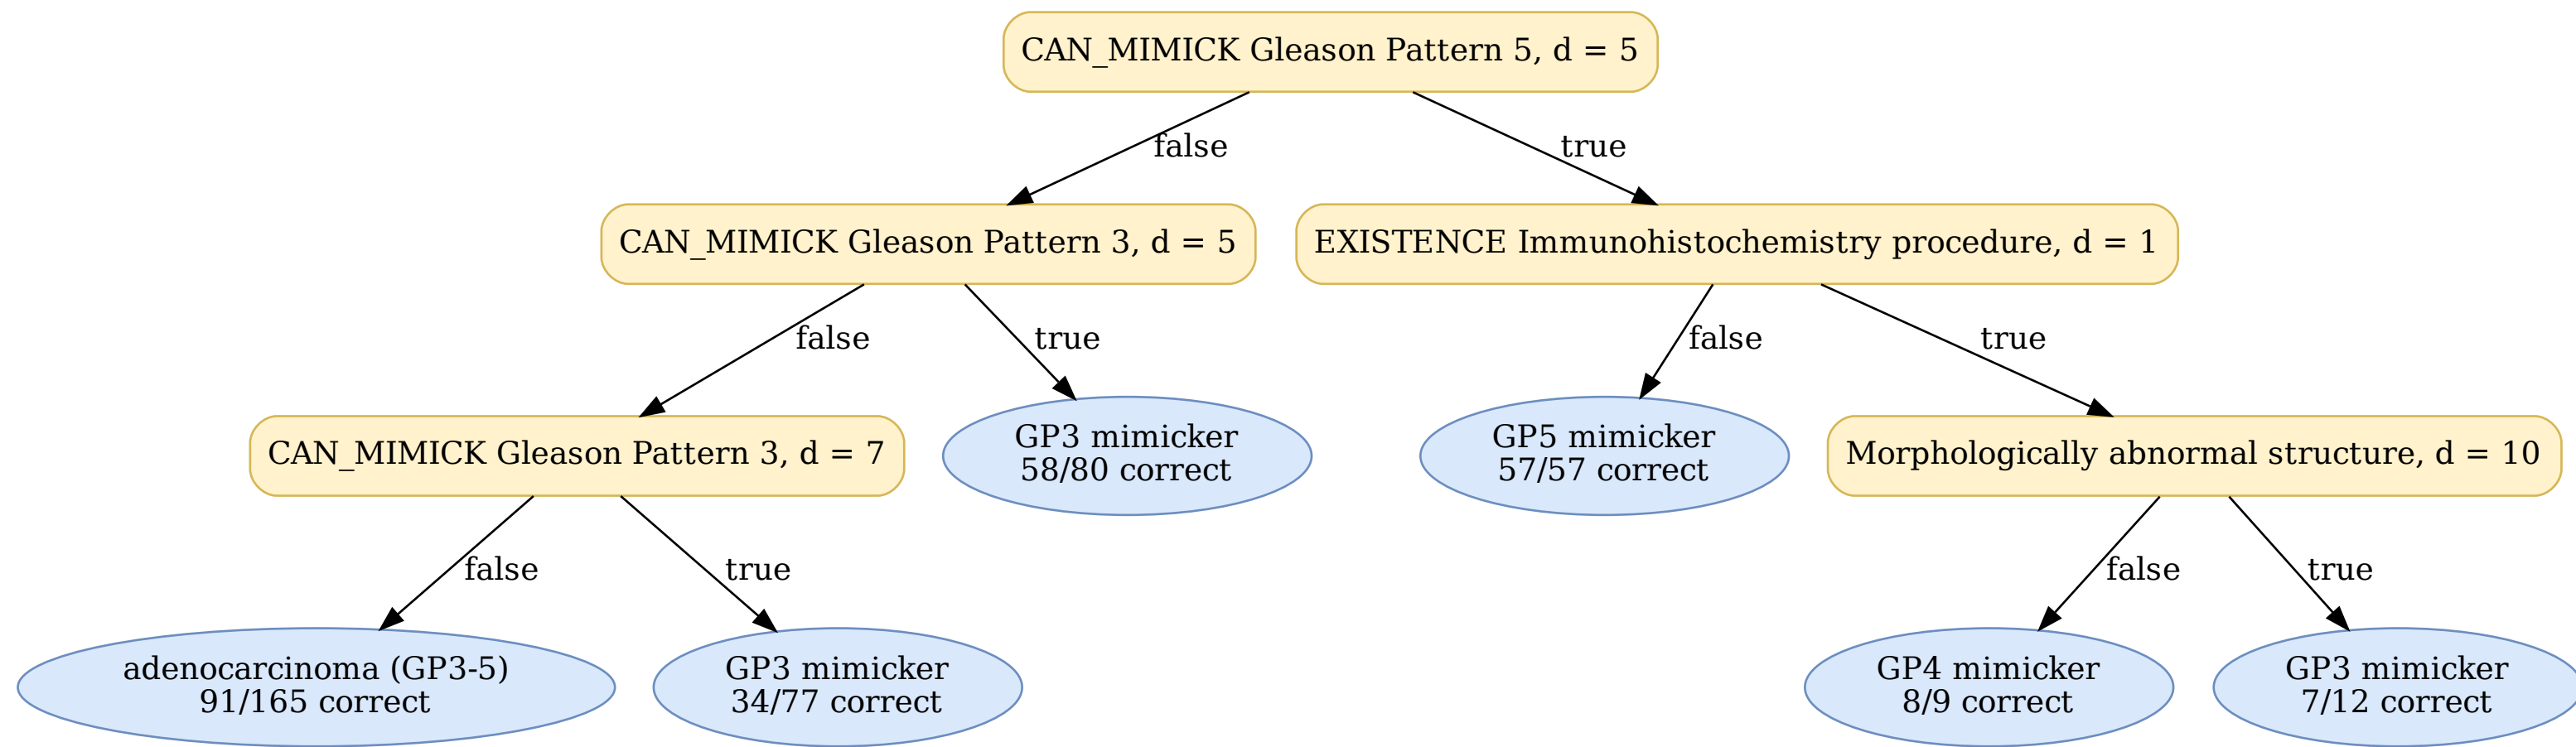 CAN_MIMICK Gleason Pattern 5, d = 5
false
true
CAN_MIMICK Gleason Pattern 3, d = 5
EXISTENCE Immunohistochemistry procedure, d = 1
false
true
false
true
CAN_MIMICK Gleason Pattern 3, d = 7
GP3 mimicker
58/80 correct
GP5 mimicker
57/57 correct
Morphologically abnormal structure, d = 10
false
true
false
true
adenocarcinoma (GP3-5)
91/165 correct
GP3 mimicker
34/77 correct
GP4 mimicker
8/9 correct
GP3 mimicker
7/12 correct